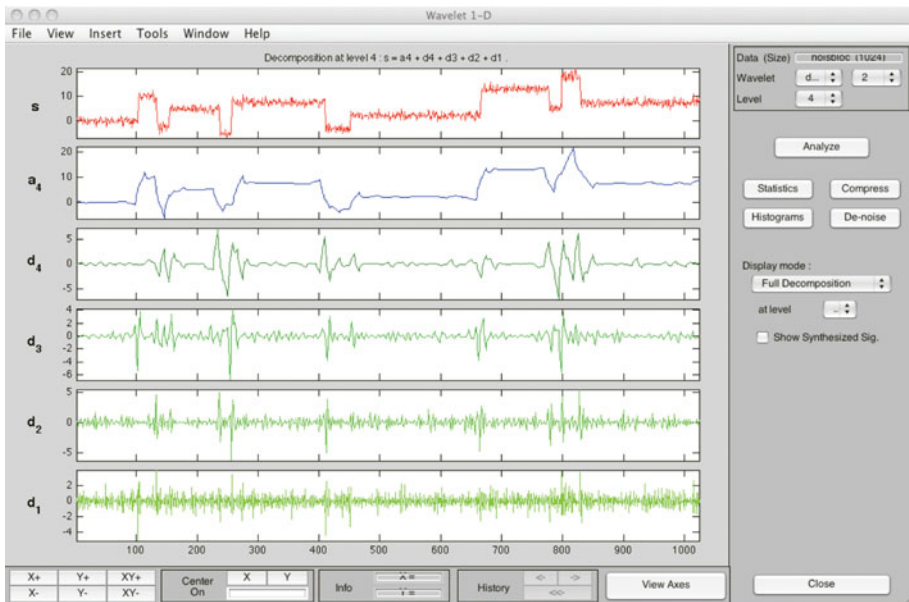 Wavelet 1-D
File View Insert Tools Window Help
Decomposition at level 4 : s = a4 + d4 + d3 + d2 + d1 .
s
20
10
0
a4
20
10
0
d4
5
0
-5
d3
4
2
0
-2
-4
-6
d2
5
0
-5
d1
2
0
-2
-4
100 200 300 400 500 600 700 800 900 1000
Data (Size) noisbloc (1024)
Wavelet d... 2
Level 4
Analyze
Statistics Compress
Histograms De-noise
Display mode :
Full Decomposition
at level
Show Synthesized Sig.
X+ Y+ XY+
X- Y- XY-
Center On
X Y
Info
X =
Y =
History
<- ->
<<-
View Axes
Close